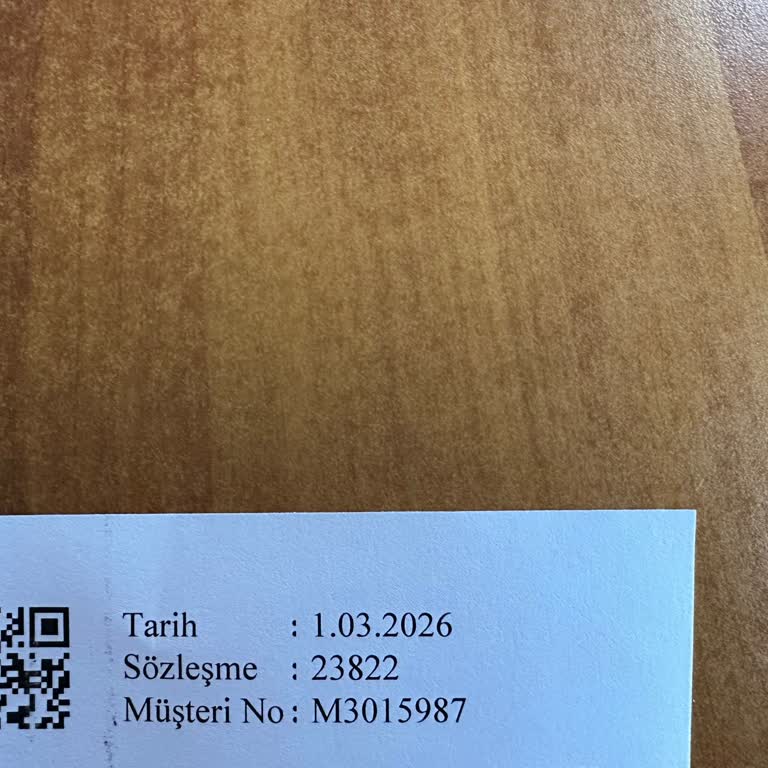 Tarih : 1.03.2026
Sözleşme : 23822
Müşteri No : M3015987